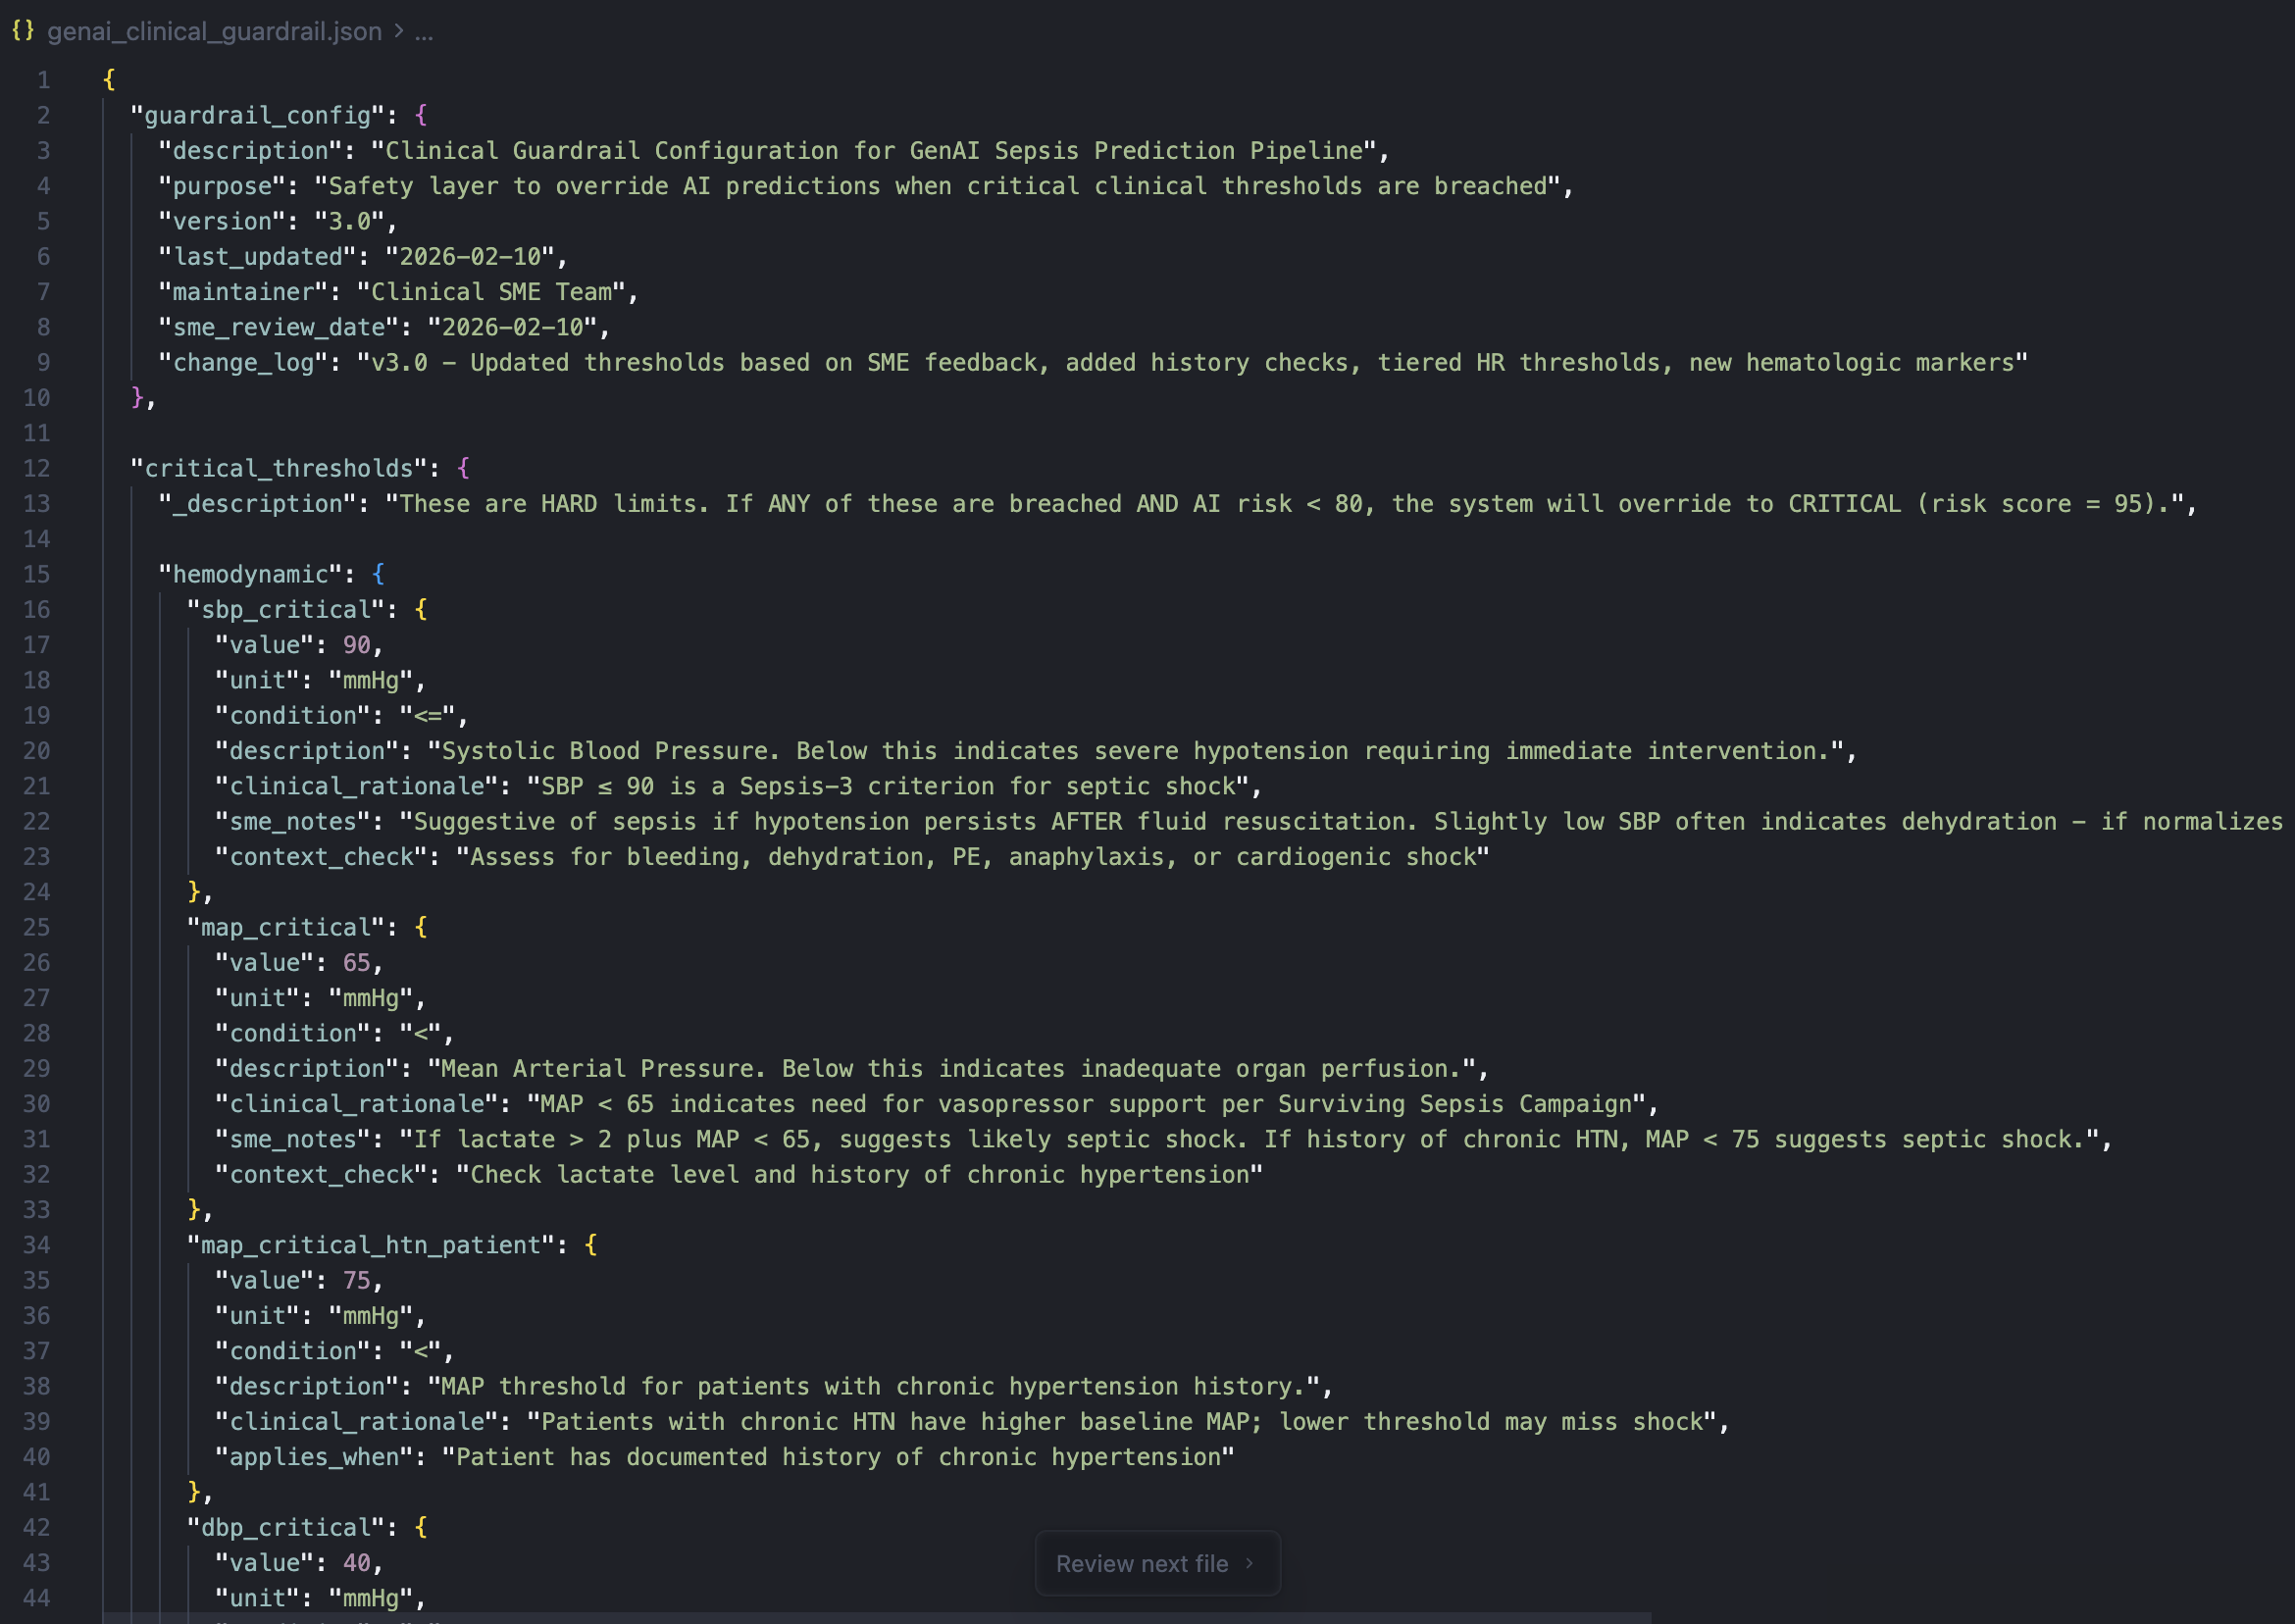 {} genai_clinical_guardrail.json > ...
1 {
2 "guardrail_config": {
3 "description": "Clinical Guardrail Configuration for GenAI Sepsis Prediction Pipeline",
4 "purpose": "Safety layer to override AI predictions when critical clinical thresholds are breached",
5 "version": "3.0",
6 "last_updated": "2026-02-10",
7 "maintainer": "Clinical SME Team",
8 "sme_review_date": "2026-02-10",
9 "change_log": "v3.0 - Updated thresholds based on SME feedback, added history checks, tiered HR thresholds, new hematologic markers"
10 },
11
12 "critical_thresholds": {
13 "_description": "These are HARD limits. If ANY of these are breached AND AI risk < 80, the system will override to CRITICAL (risk score = 95).",
14
15 "hemodynamic": {
16 "sbp_critical": {
17 "value": 90,
18 "unit": "mmHg",
19 "condition": "<=",
20 "description": "Systolic Blood Pressure. Below this indicates severe hypotension requiring immediate intervention.",
21 "clinical_rationale": "SBP ≤ 90 is a Sepsis-3 criterion for septic shock",
22 "sme_notes": "Suggestive of sepsis if hypotension persists AFTER fluid resuscitation. Slightly low SBP often indicates dehydration - if normalizes
23 "context_check": "Assess for bleeding, dehydration, PE, anaphylaxis, or cardiogenic shock"
24 },
25 "map_critical": {
26 "value": 65,
27 "unit": "mmHg",
28 "condition": "<",
29 "description": "Mean Arterial Pressure. Below this indicates inadequate organ perfusion.",
30 "clinical_rationale": "MAP < 65 indicates need for vasopressor support per Surviving Sepsis Campaign",
31 "sme_notes": "If lactate > 2 plus MAP < 65, suggests likely septic shock. If history of chronic HTN, MAP < 75 suggests septic shock.",
32 "context_check": "Check lactate level and history of chronic hypertension"
33 },
34 "map_critical_htn_patient": {
35 "value": 75,
36 "unit": "mmHg",
37 "condition": "<",
38 "description": "MAP threshold for patients with chronic hypertension history.",
39 "clinical_rationale": "Patients with chronic HTN have higher baseline MAP; lower threshold may miss shock",
40 "applies_when": "Patient has documented history of chronic hypertension"
41 },
42 "dbp_critical": {
43 "value": 40,
44 "unit": "mmHg",
Review next file >